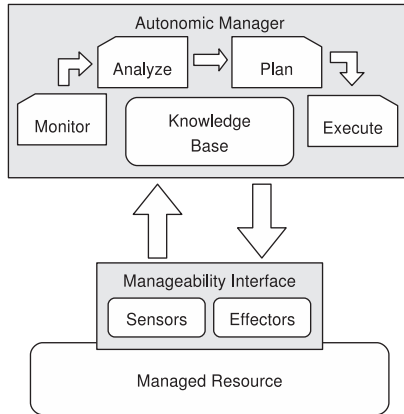 Autonomic Manager
Analyze
Plan
Monitor
Knowledge
Base
Execute
Manageability Interface
Sensors
Effectors
Managed Resource